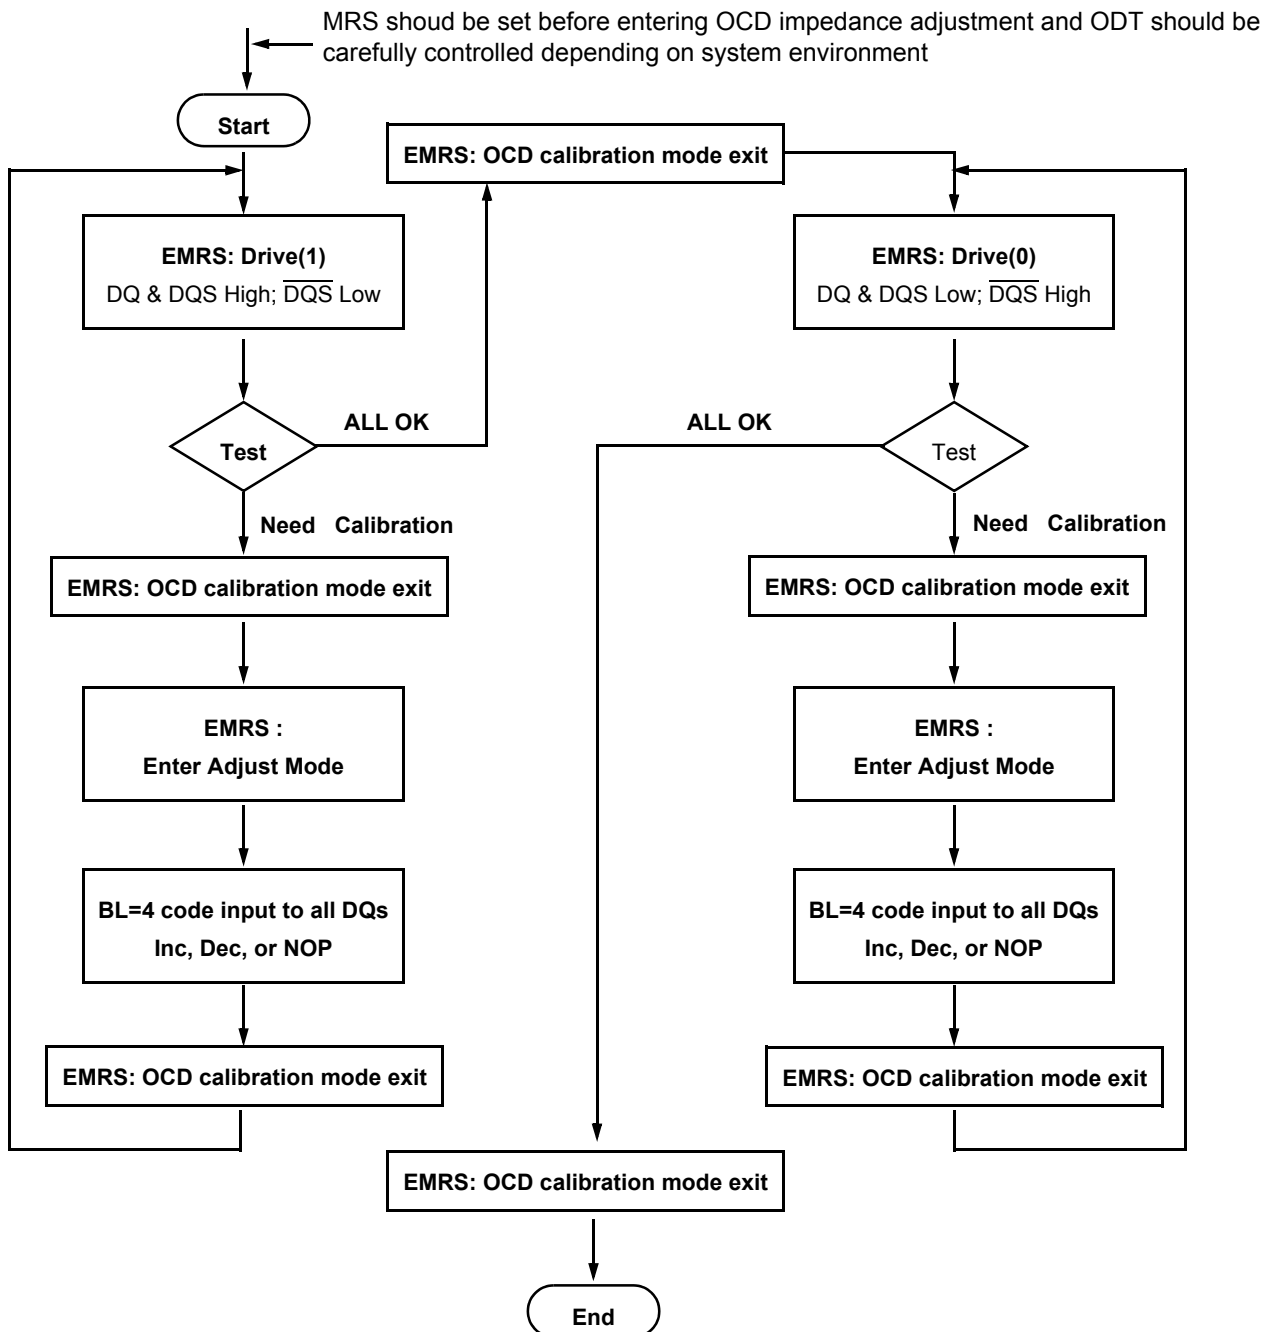 MRS shoud be set before entering OCD impedance adjustment and ODT should be
carefully controlled depending on system environment
Start
EMRS: OCD calibration mode exit
EMRS: Drive(1)
DQ & DQS High; D̅Q̅S̅ Low
Test
ALL OK
Need Calibration
EMRS: OCD calibration mode exit
EMRS :
Enter Adjust Mode
BL=4 code input to all DQs
Inc, Dec, or NOP
EMRS: OCD calibration mode exit
EMRS: Drive(0)
DQ & DQS Low; D̅Q̅S̅ High
ALL OK
Test
Need Calibration
EMRS: OCD calibration mode exit
EMRS :
Enter Adjust Mode
BL=4 code input to all DQs
Inc, Dec, or NOP
EMRS: OCD calibration mode exit
EMRS: OCD calibration mode exit
End